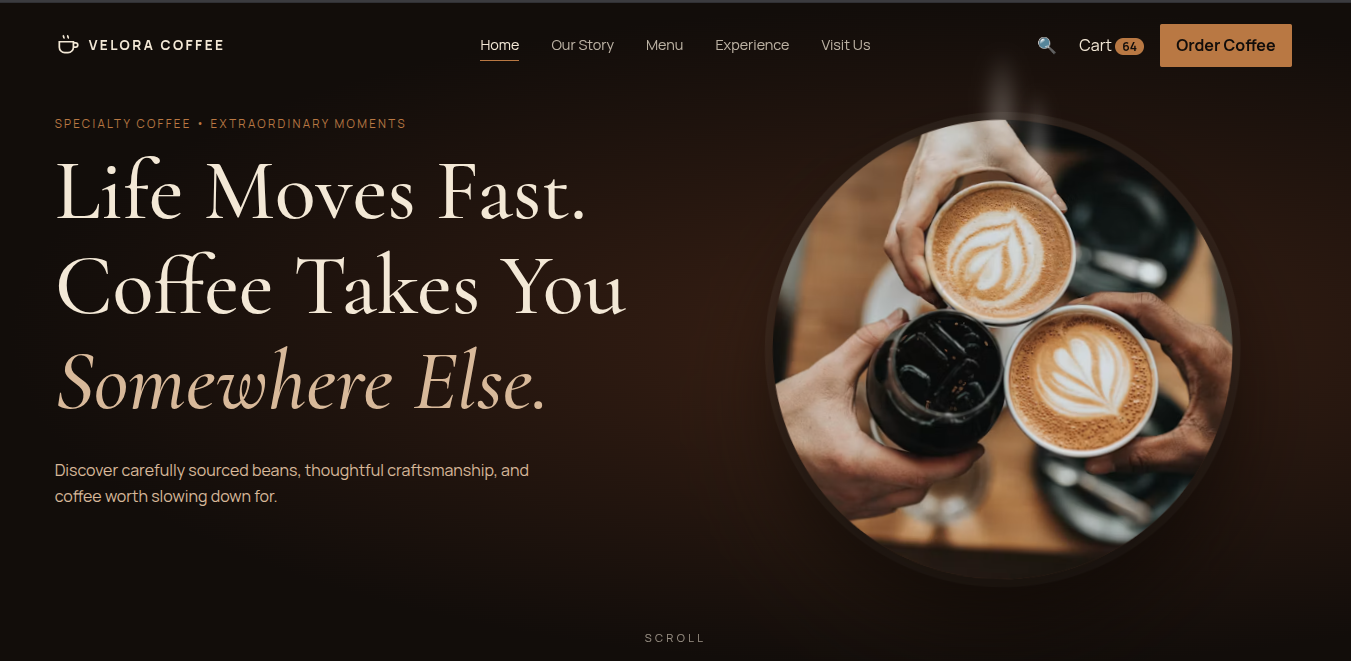 VELORA COFFEE
Home
Our Story
Menu
Experience
Visit Us
Cart 64
Order Coffee
SPECIALTY COFFEE • EXTRAORDINARY MOMENTS
Life Moves Fast.
Coffee Takes You
Somewhere Else.
Discover carefully sourced beans, thoughtful craftsmanship, and
coffee worth slowing down for.
SCROLL